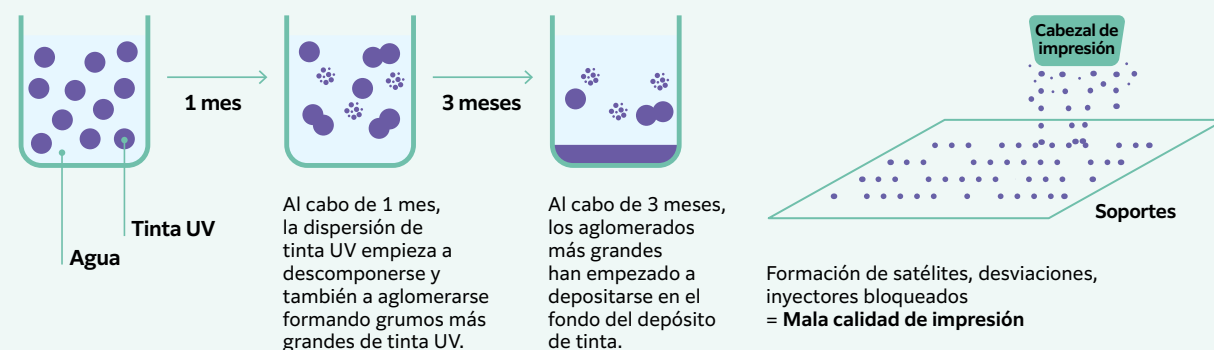 1 mes
3 meses
Cabezal de
impresión
Soportes
Tinta UV
Agua
Al cabo de 1 mes,
la dispersión de
tinta UV empieza a
descomponerse y
también a aglomerarse
formando grumos más
grandes de tinta UV.
Al cabo de 3 meses,
los aglomerados
más grandes
han empezado a
depositarse en el
fondo del depósito
de tinta.
Formación de satélites, desviaciones,
inyectores bloqueados
= Mala calidad de impresión